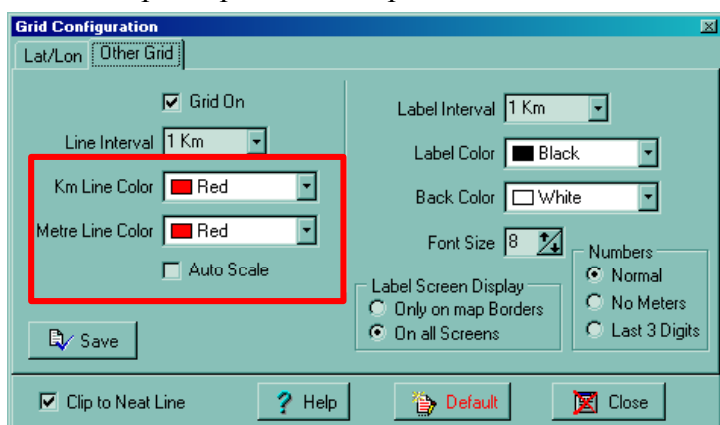 Grid Configuration
Lat/Lon Other Grid
Grid On
Line Interval 1 Km
Km Line Color Red
Metre Line Color Red
Auto Scale
Save
Label Interval 1 Km
Label Color Black
Back Color White
Font Size 8
Label Screen Display
Only on map Borders
On all Screens
Numbers
Normal
No Meters
Last 3 Digits
Clip to Neat Line ? Help Default Close